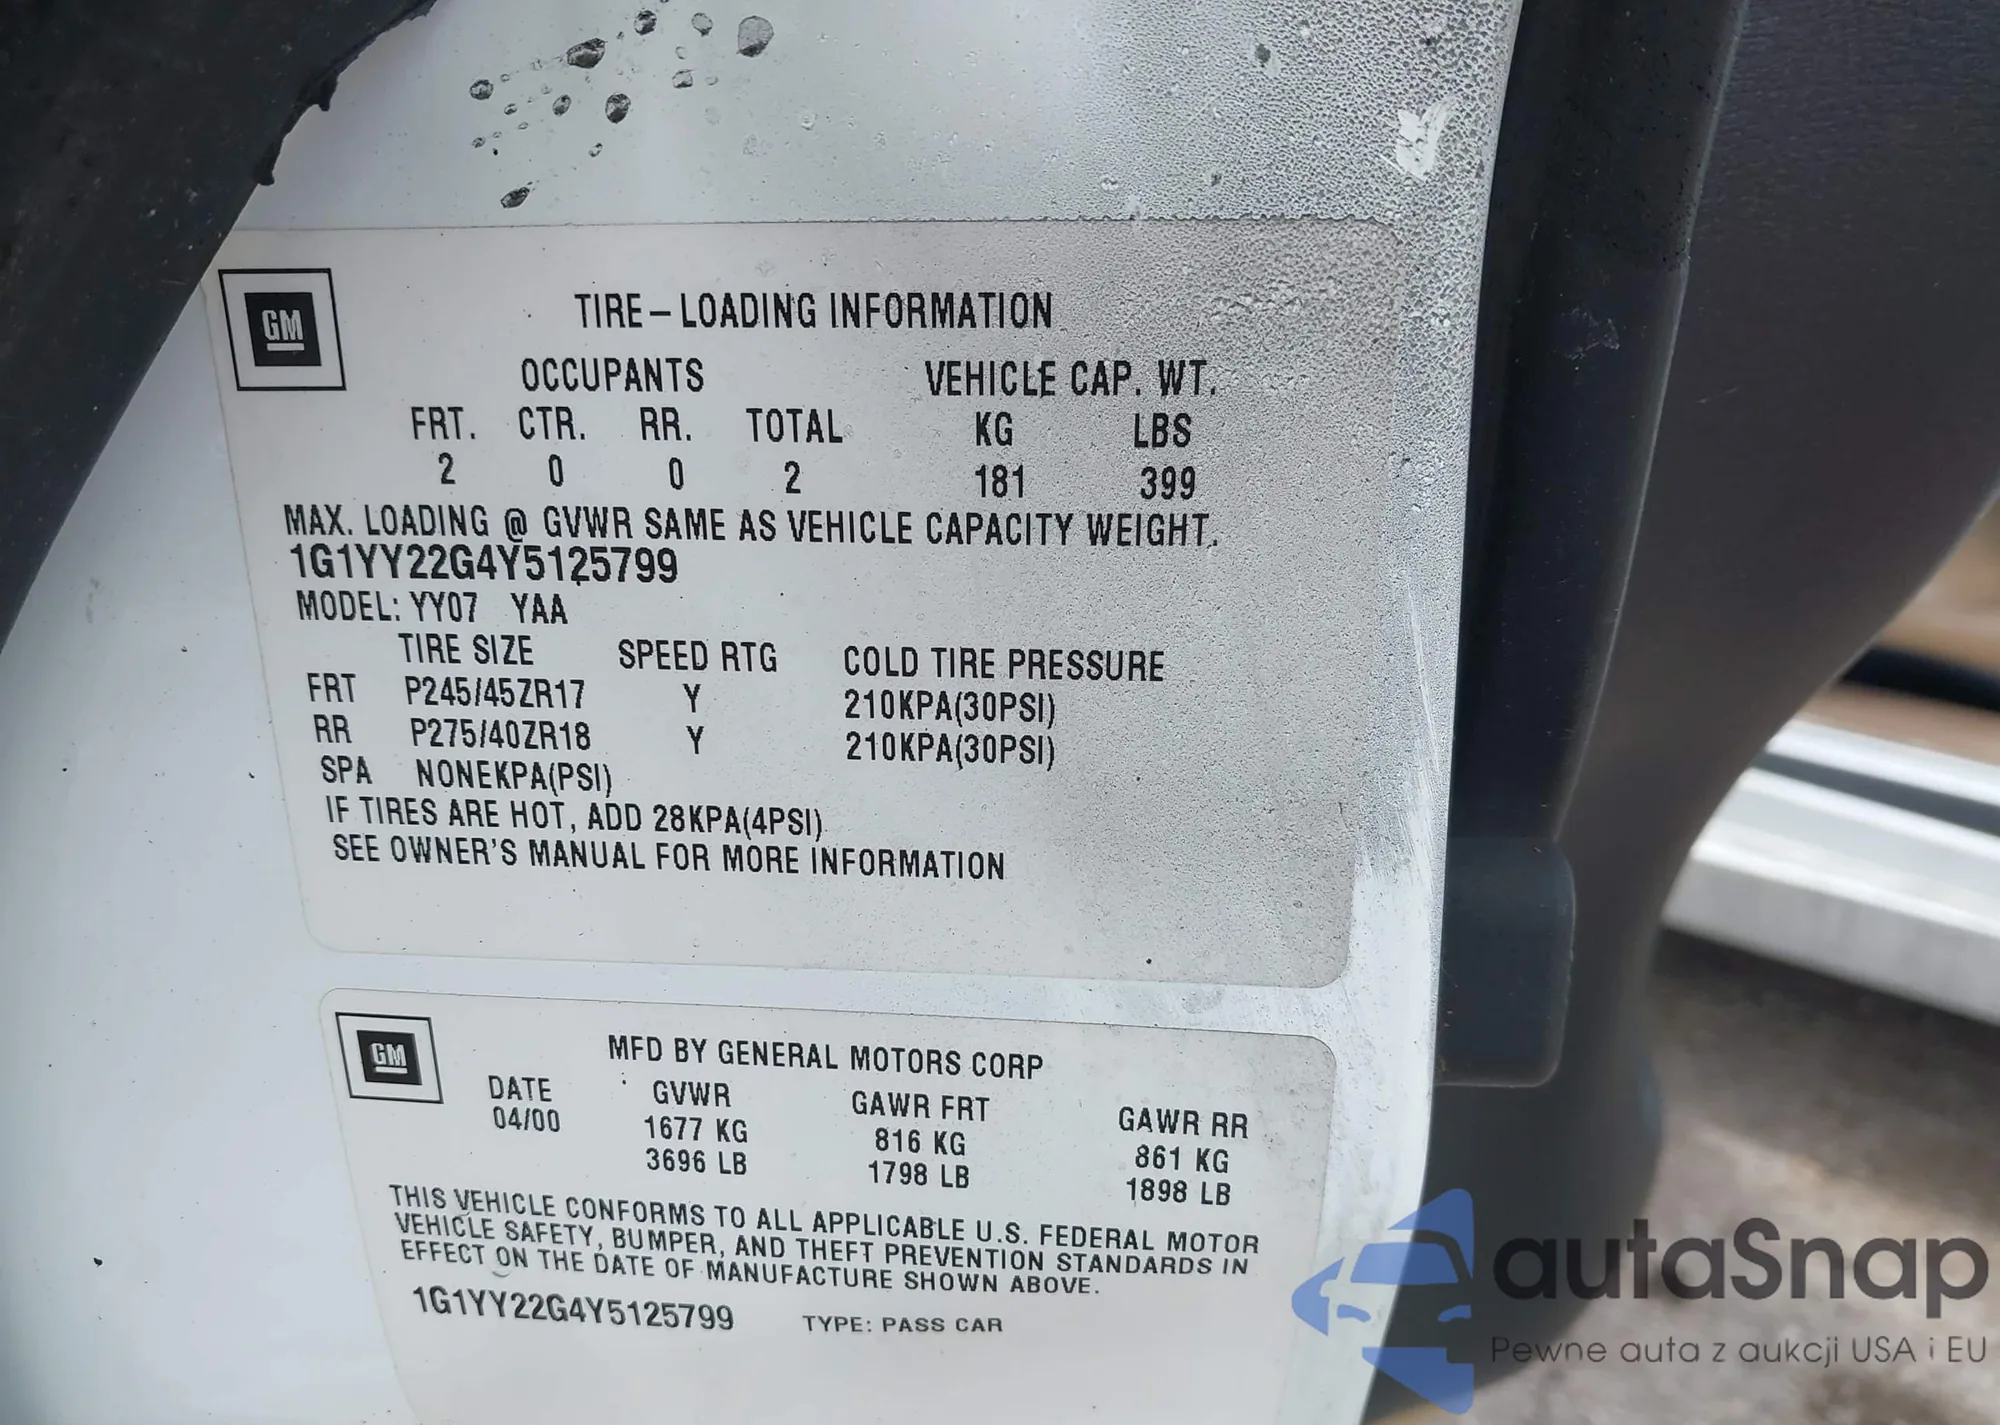 GM
TIRE-LOADING INFORMATION
OCCUPANTS VEHICLE CAP. WT.
FRT. CTR. RR. TOTAL KG LBS
2 0 0 2 181 399
MAX. LOADING @ GVWR SAME AS VEHICLE CAPACITY WEIGHT.
1G1YY22G4Y5125799
MODEL: YY07 YAA
TIRE SIZE SPEED RTG COLD TIRE PRESSURE
FRT P245/45ZR17 Y 210KPA(30PSI)
RR P275/40ZR18 Y 210KPA(30PSI)
SPA NONEKPA(PSI)
IF TIRES ARE HOT, ADD 28KPA(4PSI)
SEE OWNER'S MANUAL FOR MORE INFORMATION
GM
MFD BY GENERAL MOTORS CORP
DATE GVWR GAWR FRT GAWR RR
04/00 1677 KG 816 KG 861 KG
3696 LB 1798 LB 1898 LB
THIS VEHICLE CONFORMS TO ALL APPLICABLE U.S. FEDERAL MOTOR
VEHICLE SAFETY, BUMPER, AND THEFT PREVENTION STANDARDS IN
EFFECT ON THE DATE OF MANUFACTURE SHOWN ABOVE.
1G1YY22G4Y5125799 TYPE: PASS CAR
autaSnap
Pewne auta z aukcji USA i EU